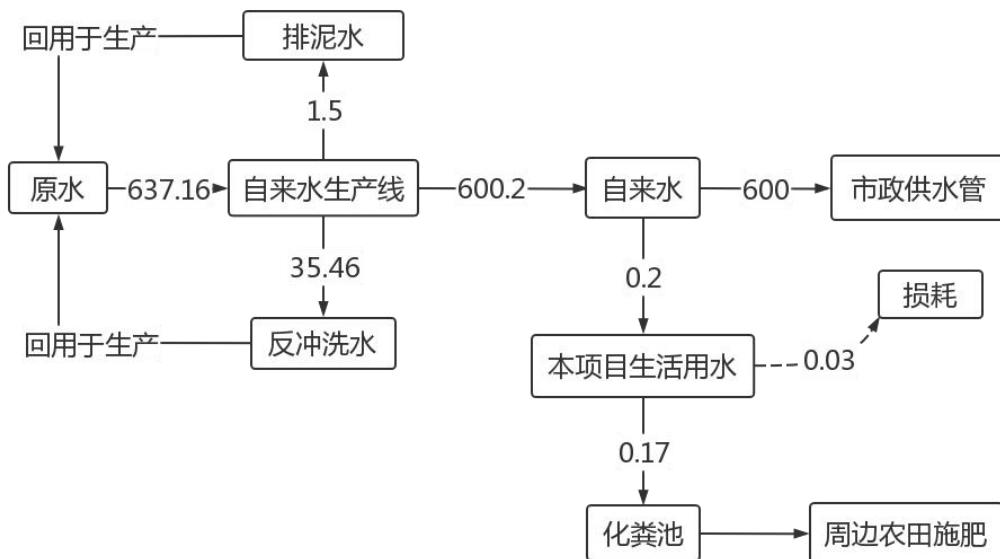 回用于生产
排泥水
1.5
原水
637.16
自来水生产线
600.2
自来水
600
市政供水管
35.46
0.2
损耗
回用于生产
反冲洗水
本项目生活用水
0.03
0.17
化粪池
周边农田施肥